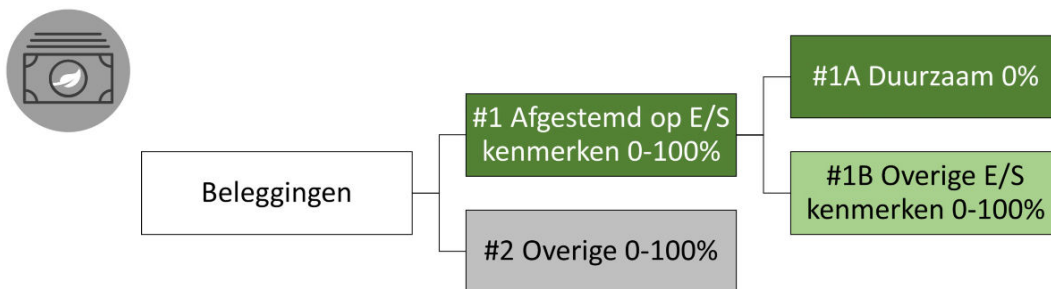 Beleggingen
#1 Afgestemd op E/S
kenmerken 0-100%
#2 Overige 0-100%
#1A Duurzaam 0%
#1B Overige E/S
kenmerken 0-100%